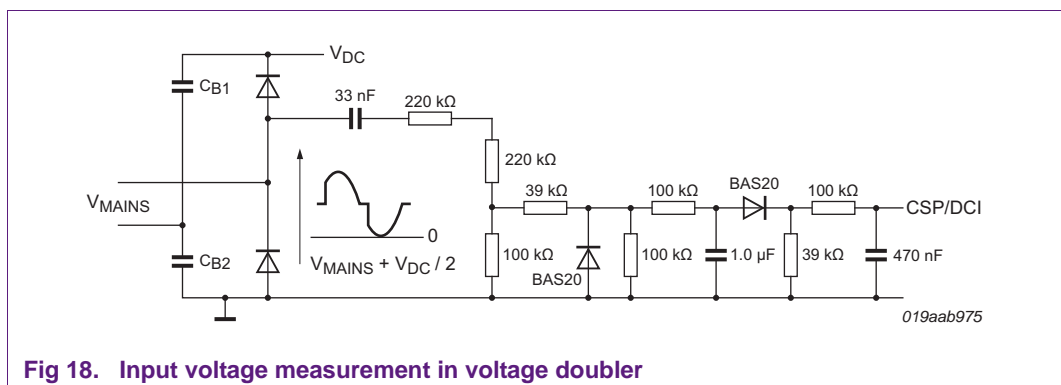 V_DC
C_B1
33 nF
220 kΩ
220 kΩ
39 kΩ
100 kΩ
BAS20
100 kΩ
CSP/DCI
V_MAINS
0
C_B2
V_MAINS + V_DC / 2
100 kΩ
BAS20
100 kΩ
1.0 μF
39 kΩ
470 nF
019aab975
Fig 18. Input voltage measurement in voltage doubler